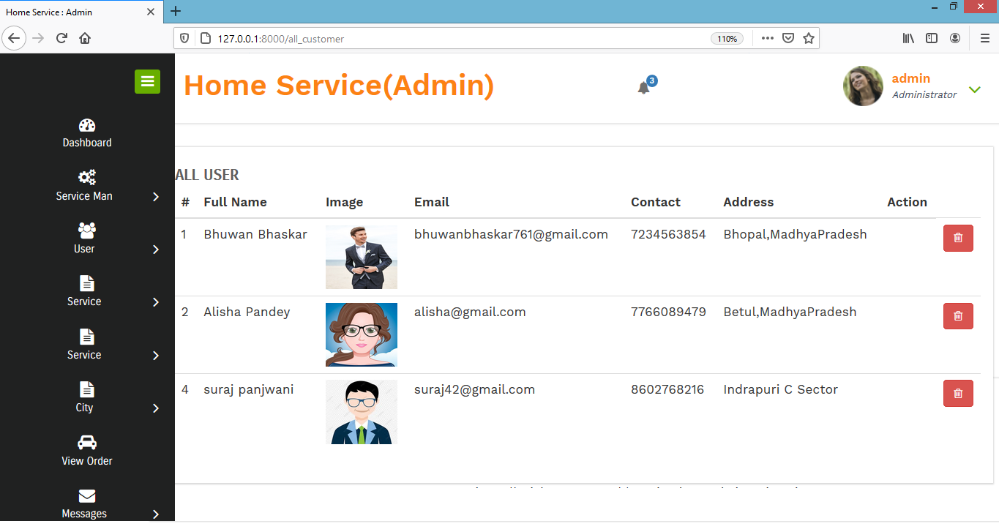 Home Service : Admin
127.0.0.1:8000/all_customer
110%
Home Service(Admin)
3
admin
Administrator
Dashboard
Service Man
User
Service
Service
City
View Order
Messages
ALL USER
# Full Name Image Email Contact Address Action
1 Bhuwan Bhaskar bhuwanbhaskar761@gmail.com 7234563854 Bhopal,MadhyaPradesh
2 Alisha Pandey alisha@gmail.com 7766089479 Betul,MadhyaPradesh
4 suraj panjwani suraj42@gmail.com 8602768216 Indrapuri C Sector